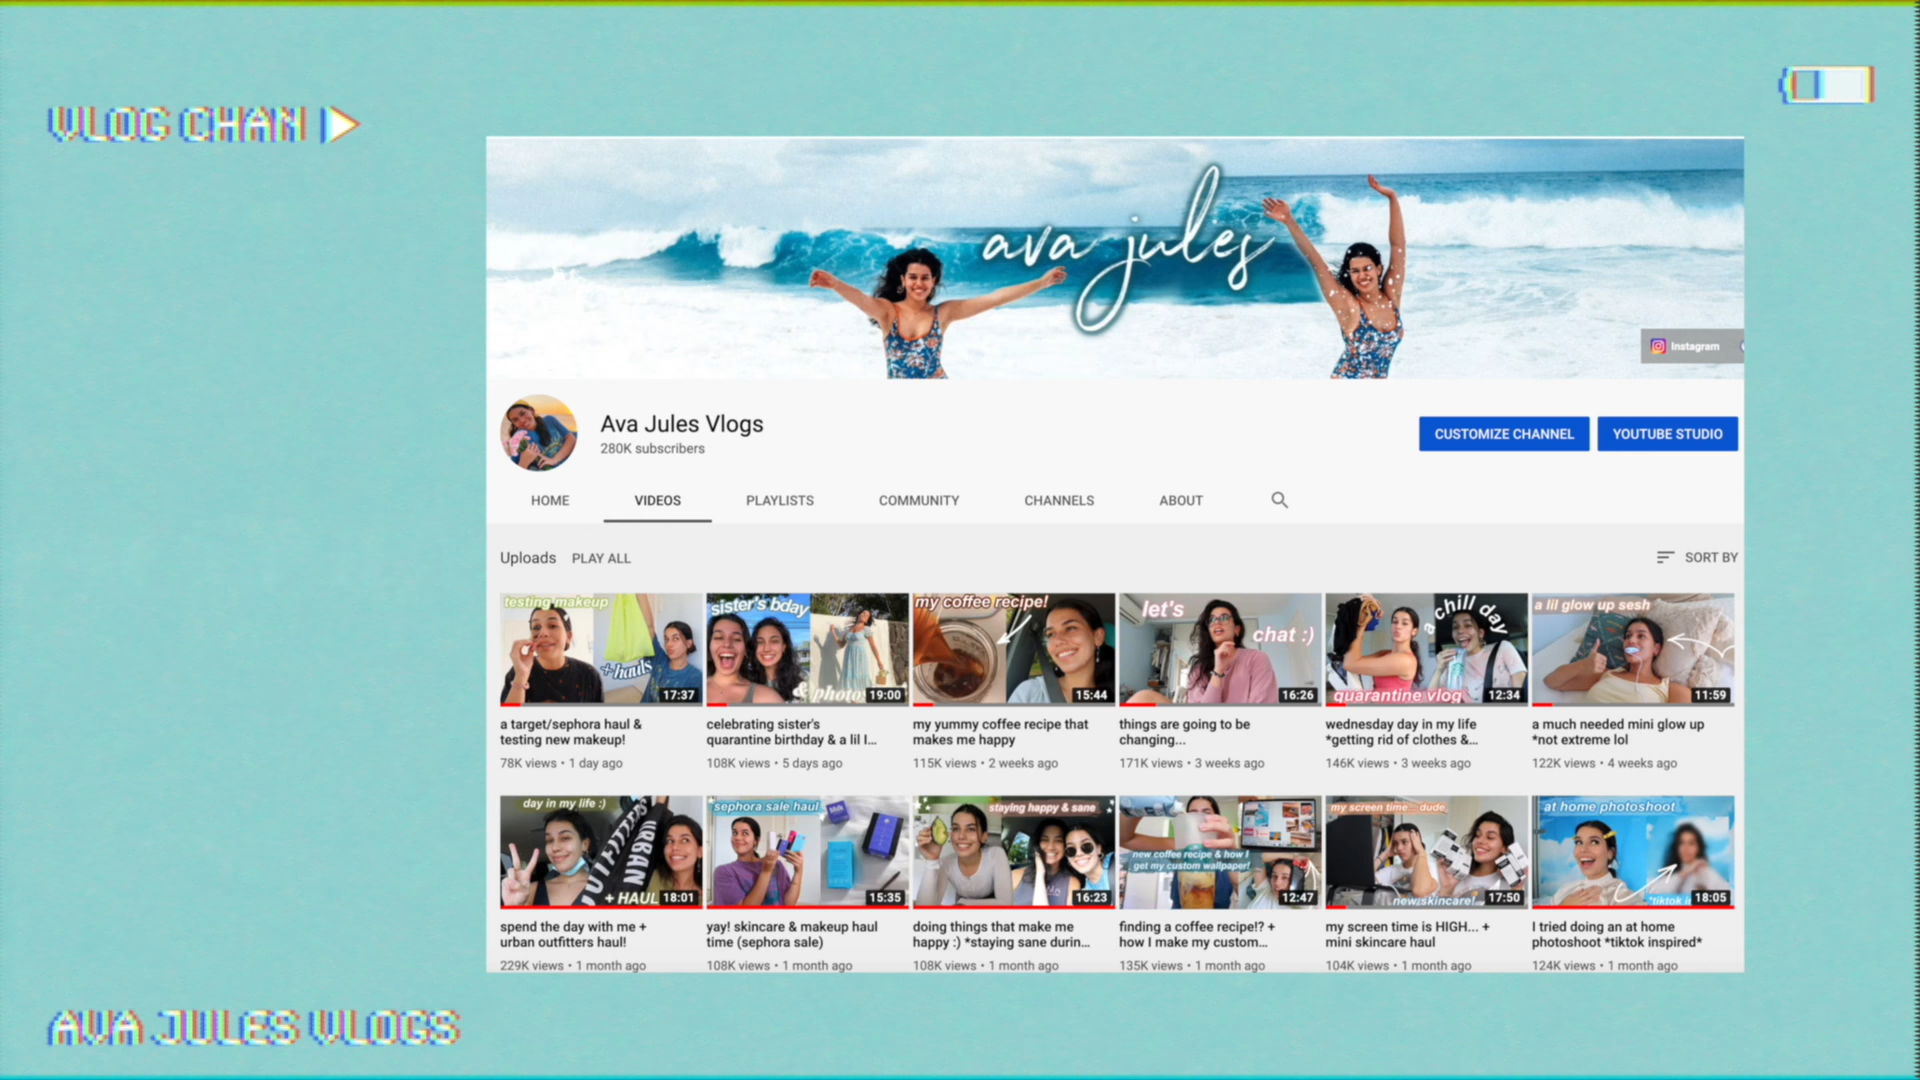 VLOG CHAN
ava jules
Instagram
Ava Jules Vlogs
280K subscribers
CUSTOMIZE CHANNEL
YOUTUBE STUDIO
HOME
VIDEOS
PLAYLISTS
COMMUNITY
CHANNELS
ABOUT
Uploads
PLAY ALL
SORT BY
testing makeup
+hauls
17:37
a target/sephora haul &
testing new makeup!
78K views • 1 day ago
sister's bday
& photo
19:00
celebrating sister's
quarantine birthday & a lil I...
108K views • 5 days ago
my coffee recipe!
15:44
my yummy coffee recipe that
makes me happy
115K views • 2 weeks ago
let's
chat :)
16:26
things are going to be
changing...
171K views • 3 weeks ago
a chill day
quarantine vlog
12:34
wednesday day in my life
*getting rid of clothes &...
146K views • 3 weeks ago
a lil glow up sesh
11:59
a much needed mini glow up
*not extreme lol
122K views • 4 weeks ago
day in my life :)
URBAN
OUTFITTERS
+ HAUL
18:01
spend the day with me +
urban outfitters haul!
229K views • 1 month ago
sephora sale haul
15:35
yay! skincare & makeup haul
time (sephora sale)
108K views • 1 month ago
staying happy & sane
16:23
doing things that make me
happy :) *staying sane durin...
108K views • 1 month ago
new coffee recipe & how I
get my custom wallpaper!
12:47
finding a coffee recipe!? +
how I make my custom...
135K views • 1 month ago
my screen time... dude
new skincare!
17:50
my screen time is HIGH... +
mini skincare haul
104K views • 1 month ago
at home photoshoot
*tiktok
18:05
I tried doing an at home
photoshoot *tiktok inspired*
124K views • 1 month ago
AVA JULES VLOGS